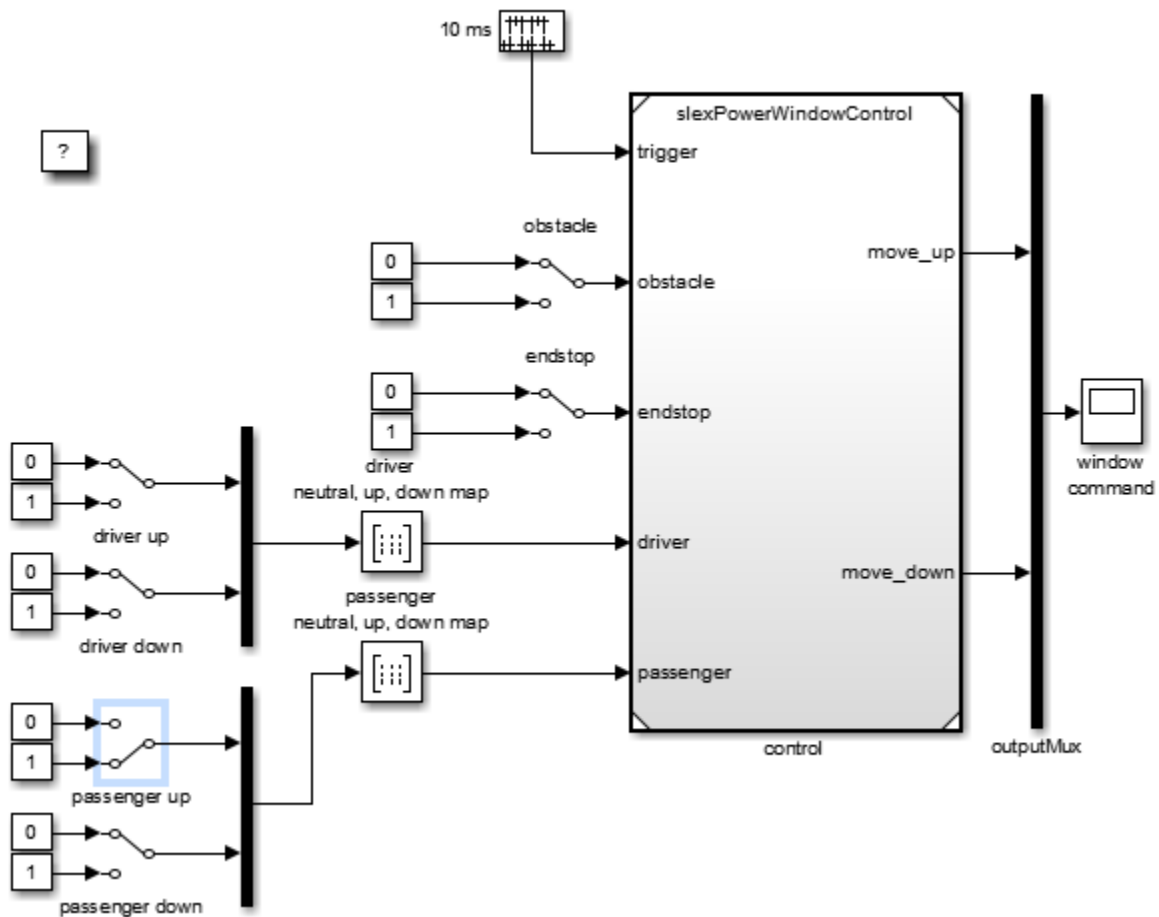 10 ms
?
slexPowerWindowControl
trigger
obstacle
0
1
obstacle
move_up
endstop
0
1
endstop
window
command
driver
neutral, up, down map
0
1
driver up
driver
0
1
driver down
move_down
passenger
neutral, up, down map
passenger
0
1
passenger up
0
1
passenger down
control
outputMux